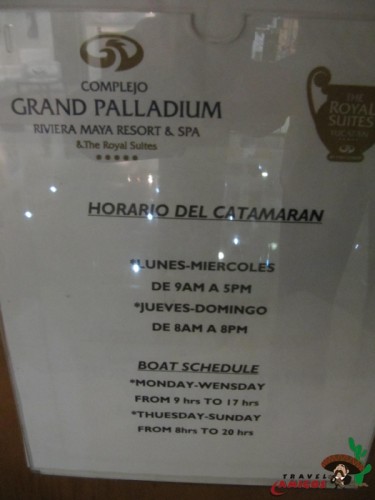 COMPLEJO
GRAND PALLADIUM
RIVIERA MAYA RESORT & SPA
&The Royal Suites
THE
ROYAL
SUITES
YUCATAN
HORARIO DEL CATAMARAN
*LUNES-MIERCOLES
DE 9AM A 5PM
*JUEVES-DOMINGO
DE 8AM A 8PM
BOAT SCHEDULE
*MONDAY-WENSDAY
FROM 9 hrs TO 17 hrs
*THUESDAY-SUNDAY
FROM 8hrs TO 20 hrs
TRAVEL